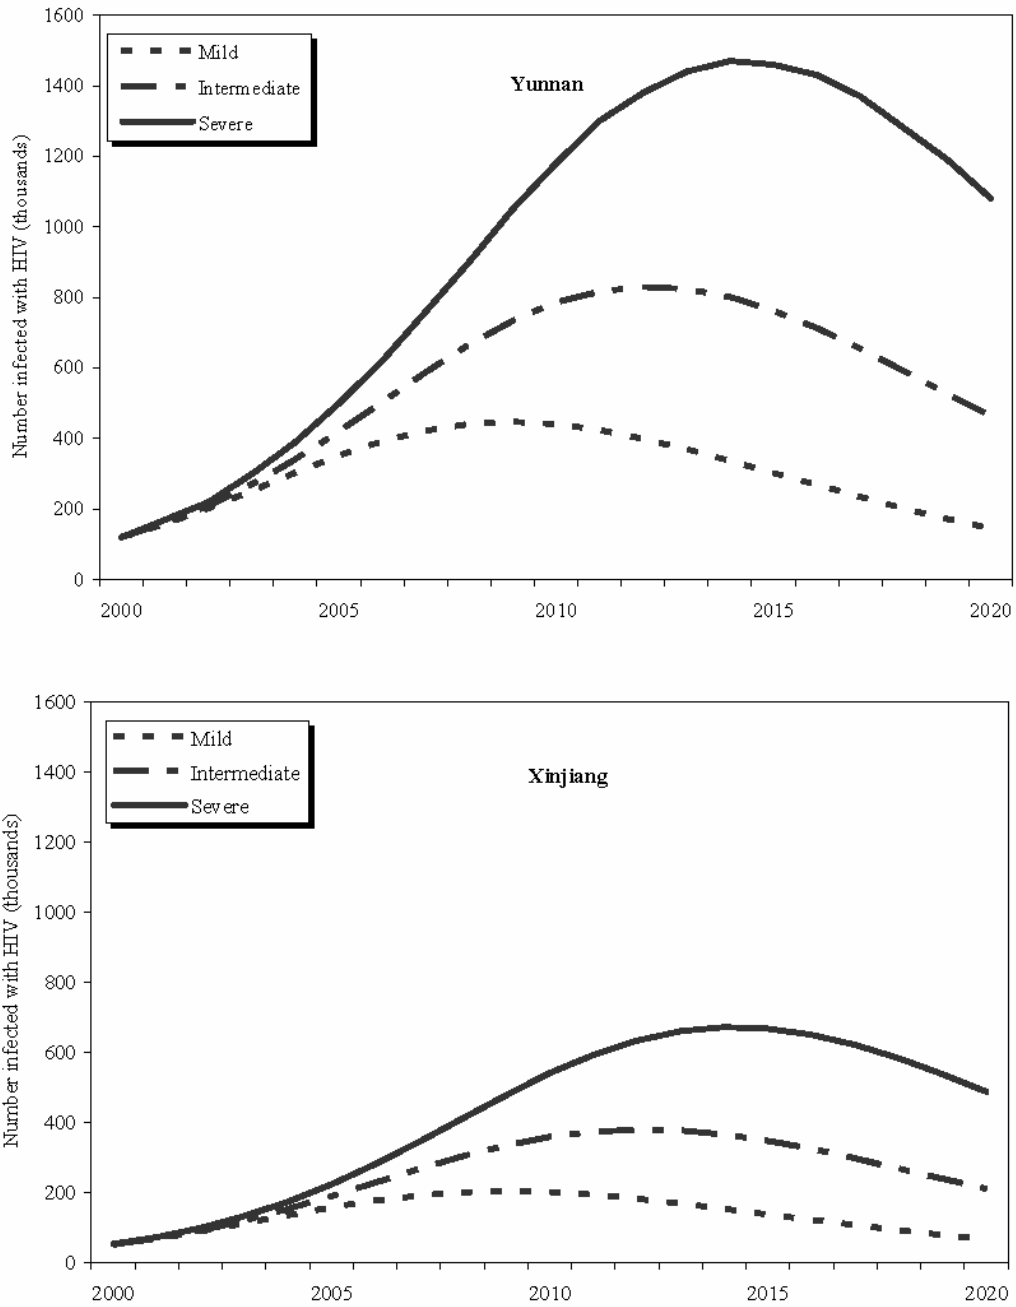 1600
1400
1200
1000
800
600
400
200
0
Number infected with HIV (thousands)
Mild
Intermediate
Severe
Yunnan
2000 2005 2010 2015 2020
1600
1400
1200
1000
800
600
400
200
0
Number infected with HIV (thousands)
Mild
Intermediate
Severe
Xinjiang
2000 2005 2010 2015 2020